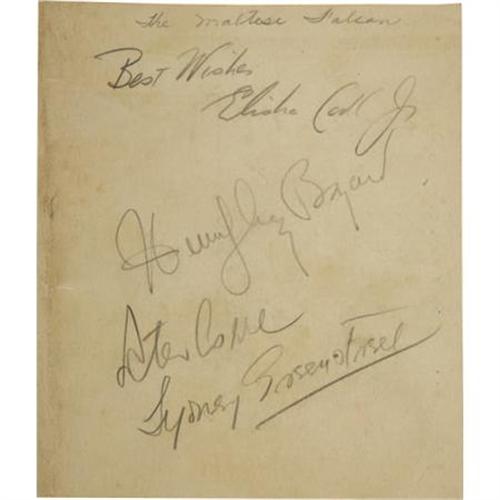 The Maltese Falcon
Best Wishes
Elisha Cook Jr
Humphrey Bogart
Peter Lorre
Sydney Greenstreet